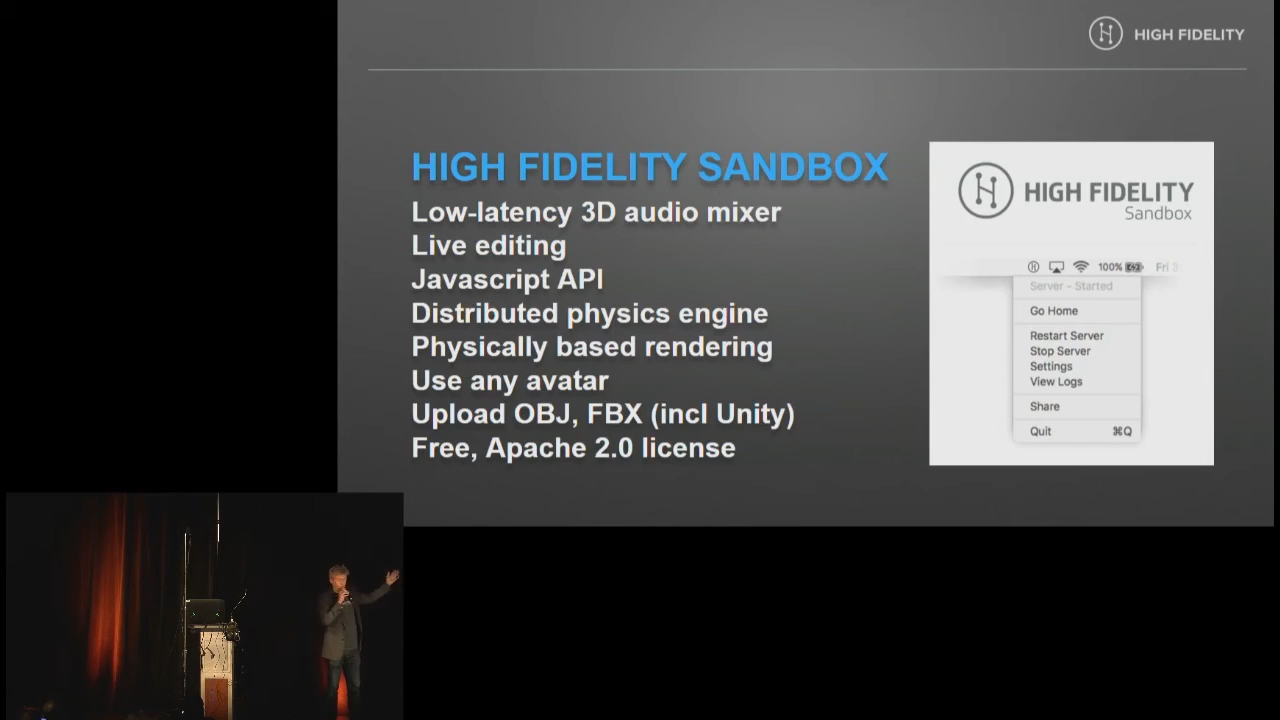 HIGH FIDELITY
HIGH FIDELITY SANDBOX
Low-latency 3D audio mixer
Live editing
Javascript API
Distributed physics engine
Physically based rendering
Use any avatar
Upload OBJ, FBX (incl Unity)
Free, Apache 2.0 license
HIGH FIDELITY
Sandbox
100% Fri 3
Server - Started
Go Home
Restart Server
Stop Server
Settings
View Logs
Share
Quit ⌘Q